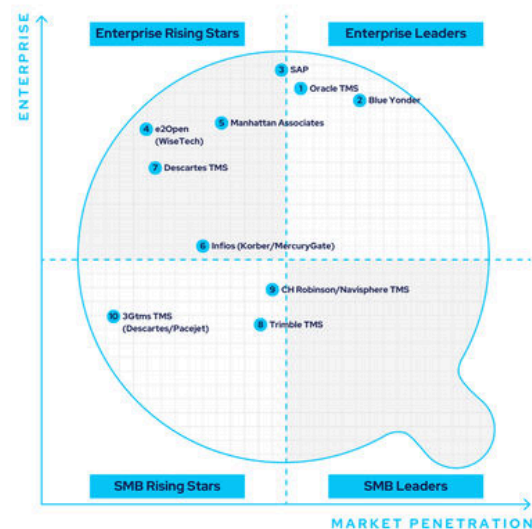 Enterprise Rising Stars
Enterprise Leaders
ENTERPRISE
3 SAP
1 Oracle TMS
2 Blue Yonder
5 Manhattan Associates
4 e2Open
(WiseTech)
7 Descartes TMS
6 Infios (Korber/MercuryGate)
9 CH Robinson/Navisphere TMS
10 3Gtms TMS
(Descartes/Pacejet)
8 Trimble TMS
SMB Rising Stars
SMB Leaders
MARKET PENETRATION